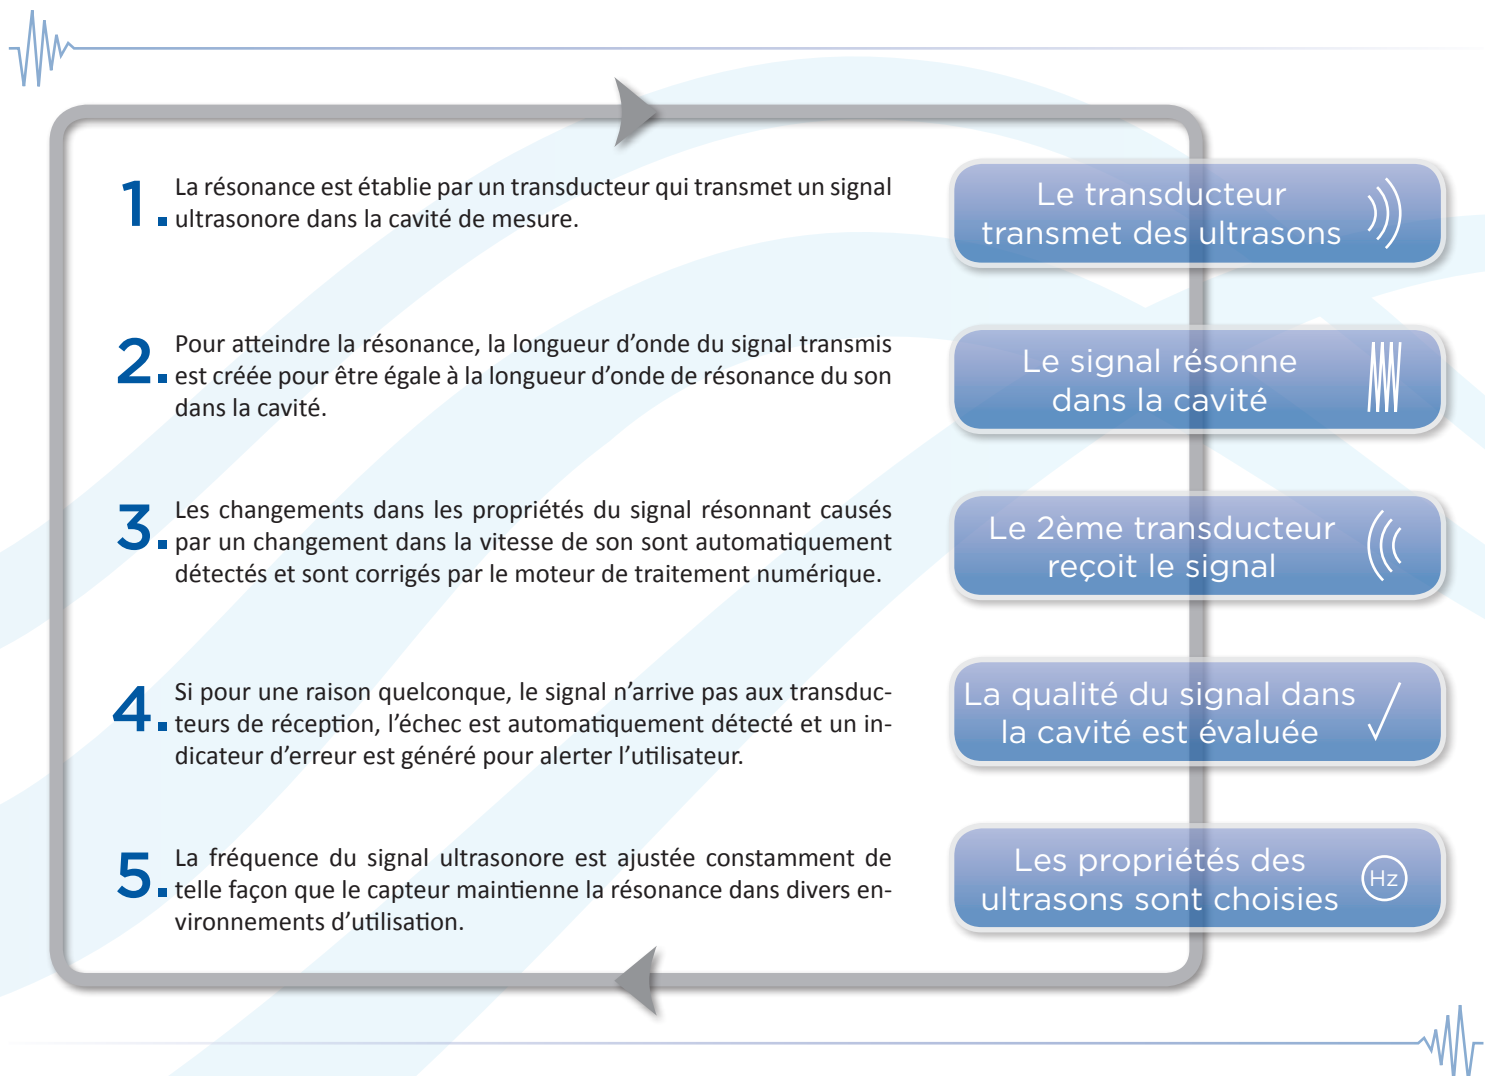 1. La résonance est établie par un transducteur qui transmet un signal
ultrasonore dans la cavité de mesure.
Le transducteur
transmet des ultrasons
2. Pour atteindre la résonance, la longueur d’onde du signal transmis
est créée pour être égale à la longueur d’onde de résonance du son
dans la cavité.
Le signal résonne
dans la cavité
3. Les changements dans les propriétés du signal résonnant causés
par un changement dans la vitesse de son sont automatiquement
détectés et sont corrigés par le moteur de traitement numérique.
Le 2ème transducteur
reçoit le signal
4. Si pour une raison quelconque, le signal n’arrive pas aux transduc-
teurs de réception, l’échec est automatiquement détecté et un in-
dicateur d’erreur est généré pour alerter l’utilisateur.
La qualité du signal dans
la cavité est évaluée
5. La fréquence du signal ultrasonore est ajustée constamment de
telle façon que le capteur maintienne la résonance dans divers en-
vironnements d’utilisation.
Les propriétés des
ultrasons sont choisies
Hz